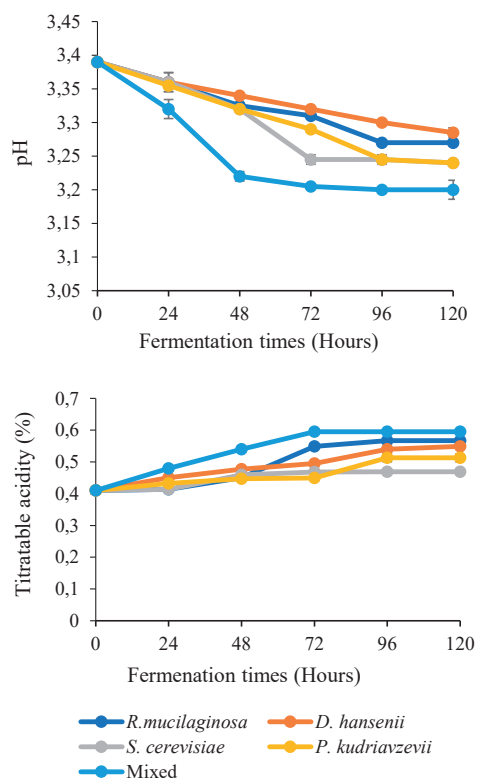 3,45
3,4
3,35
3,3
3,25
3,2
3,15
3,1
3,05
pH
0 24 48 72 96 120
Fermentation times (Hours)
0,7
0,6
0,5
0,4
0,3
0,2
0,1
0
Titratable acidity (%)
0 24 48 72 96 120
Fermenation times (Hours)
R.mucilaginosa D. hansenii
S. cerevisiae P. kudriavzevii
Mixed